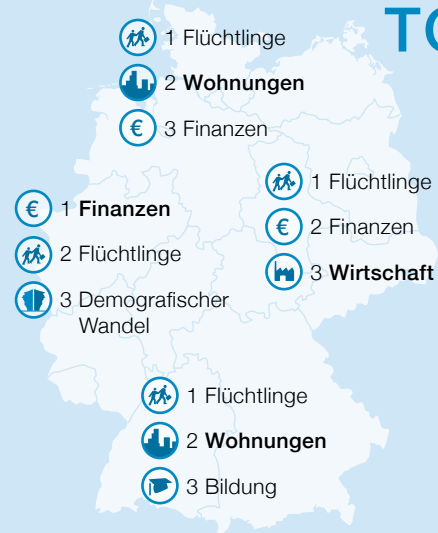 1 Flüchtlinge
2 Wohnungen
3 Finanzen
1 Flüchtlinge
2 Finanzen
3 Wirtschaft
1 Finanzen
2 Flüchtlinge
3 Demografischer
Wandel
1 Flüchtlinge
2 Wohnungen
3 Bildung